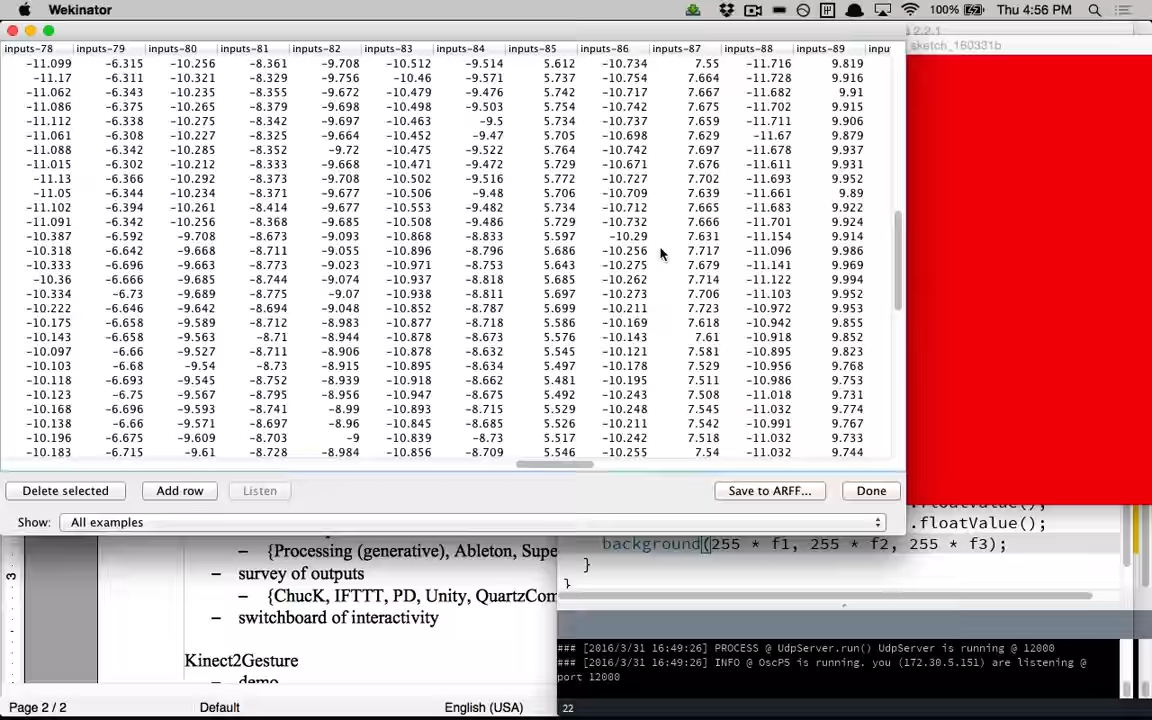 Wekinator 100% Thu 4:56 PM
2.2.1
sketch_160331b
inputs-78 inputs-79 inputs-80 inputs-81 inputs-82 inputs-83 inputs-84 inputs-85 inputs-86 inputs-87 inputs-88 inputs-89 inpu
-11.099 -6.315 -10.256 -8.361 -9.708 -10.512 -9.514 5.612 -10.734 7.55 -11.716 9.819
-11.17 -6.311 -10.321 -8.329 -9.756 -10.46 -9.571 5.737 -10.754 7.664 -11.728 9.916
-11.062 -6.343 -10.235 -8.355 -9.672 -10.479 -9.476 5.742 -10.717 7.667 -11.682 9.91
-11.086 -6.375 -10.265 -8.379 -9.698 -10.498 -9.503 5.754 -10.742 7.675 -11.702 9.915
-11.112 -6.338 -10.275 -8.342 -9.697 -10.463 -9.5 5.734 -10.737 7.659 -11.711 9.906
-11.061 -6.308 -10.227 -8.325 -9.664 -10.452 -9.47 5.705 -10.698 7.629 -11.67 9.879
-11.088 -6.342 -10.285 -8.352 -9.72 -10.475 -9.522 5.764 -10.742 7.697 -11.678 9.937
-11.015 -6.302 -10.212 -8.333 -9.668 -10.471 -9.472 5.729 -10.671 7.676 -11.611 9.931
-11.13 -6.366 -10.292 -8.373 -9.708 -10.502 -9.516 5.772 -10.727 7.702 -11.693 9.952
-11.05 -6.344 -10.234 -8.371 -9.677 -10.506 -9.48 5.706 -10.709 7.639 -11.661 9.89
-11.102 -6.394 -10.261 -8.414 -9.677 -10.553 -9.482 5.734 -10.712 7.665 -11.683 9.922
-11.091 -6.342 -10.256 -8.368 -9.685 -10.508 -9.486 5.729 -10.732 7.666 -11.701 9.924
-10.387 -6.592 -9.708 -8.673 -9.093 -10.868 -8.833 5.597 -10.29 7.631 -11.154 9.914
-10.318 -6.642 -9.668 -8.711 -9.055 -10.896 -8.796 5.686 -10.256 7.717 -11.096 9.986
-10.333 -6.696 -9.663 -8.773 -9.023 -10.971 -8.753 5.643 -10.275 7.679 -11.141 9.969
-10.36 -6.666 -9.685 -8.744 -9.074 -10.937 -8.818 5.685 -10.262 7.714 -11.122 9.994
-10.334 -6.73 -9.689 -8.775 -9.07 -10.938 -8.811 5.697 -10.273 7.706 -11.103 9.952
-10.222 -6.646 -9.642 -8.694 -9.048 -10.852 -8.787 5.699 -10.211 7.723 -10.972 9.953
-10.175 -6.658 -9.589 -8.712 -8.983 -10.877 -8.718 5.586 -10.169 7.618 -10.942 9.855
-10.143 -6.658 -9.563 -8.71 -8.944 -10.878 -8.673 5.576 -10.143 7.61 -10.918 9.852
-10.097 -6.66 -9.527 -8.711 -8.906 -10.878 -8.632 5.545 -10.121 7.581 -10.895 9.823
-10.103 -6.68 -9.54 -8.73 -8.915 -10.895 -8.634 5.497 -10.178 7.529 -10.956 9.768
-10.118 -6.693 -9.545 -8.752 -8.939 -10.918 -8.662 5.481 -10.195 7.511 -10.986 9.753
-10.123 -6.75 -9.567 -8.795 -8.956 -10.947 -8.675 5.492 -10.243 7.508 -11.018 9.731
-10.168 -6.696 -9.593 -8.741 -8.99 -10.893 -8.715 5.529 -10.248 7.545 -11.032 9.774
-10.138 -6.66 -9.571 -8.697 -8.96 -10.845 -8.685 5.526 -10.211 7.542 -10.991 9.767
-10.196 -6.675 -9.609 -8.703 -9 -10.839 -8.73 5.517 -10.242 7.518 -11.032 9.733
-10.183 -6.715 -9.61 -8.728 -8.984 -10.856 -8.709 5.546 -10.255 7.54 -11.032 9.744
Delete selected Add row Listen Save to ARFF... Done
Show: All examples
.floatValue();
.floatValue();
background(255 * f1, 255 * f2, 255 * f3);
}
}
– {Processing (generative), Ableton, Supe
– survey of outputs
– {ChucK, IFTTT, PD, Unity, QuartzCom
– switchboard of interactivity
Kinect2Gesture
– demo
3
### [2016/3/31 16:49:26] PROCESS @ UdpServer.run() UdpServer is running @ 12000
### [2016/3/31 16:49:26] INFO @ OscP5 is running. you (172.30.5.151) are listening @
port 12000
Page 2 / 2 Default English (USA) 22